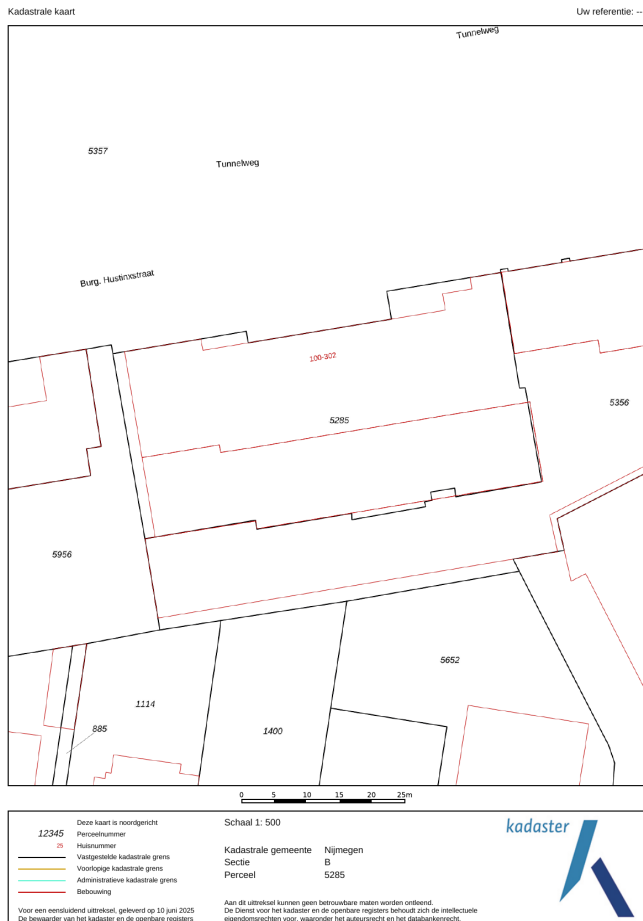 Kadastrale kaart
Uw referentie: --
Tunnelweg
5357
Tunnelweg
Burg. Hustinxstraat
100-302
5285
5356
5956
5652
1114
885
1400
0 5 10 15 20 25m
Deze kaart is noordgericht
12345 Perceelnummer
25 Huisnummer
Vastgestelde kadastrale grens
Voorlopige kadastrale grens
Administratieve kadastrale grens
Bebouwing
Voor een eensluidend uittreksel, geleverd op 10 juni 2025
De bewaarder van het kadaster en de openbare registers
Schaal 1: 500
Kadastrale gemeente Nijmegen
Sectie B
Perceel 5285
Aan dit uittreksel kunnen geen betrouwbare maten worden ontleend.
De Dienst voor het kadaster en de openbare registers behoudt zich de intellectuele
eigendomsrechten voor, waaronder het auteursrecht en het databankenrecht.
kadaster